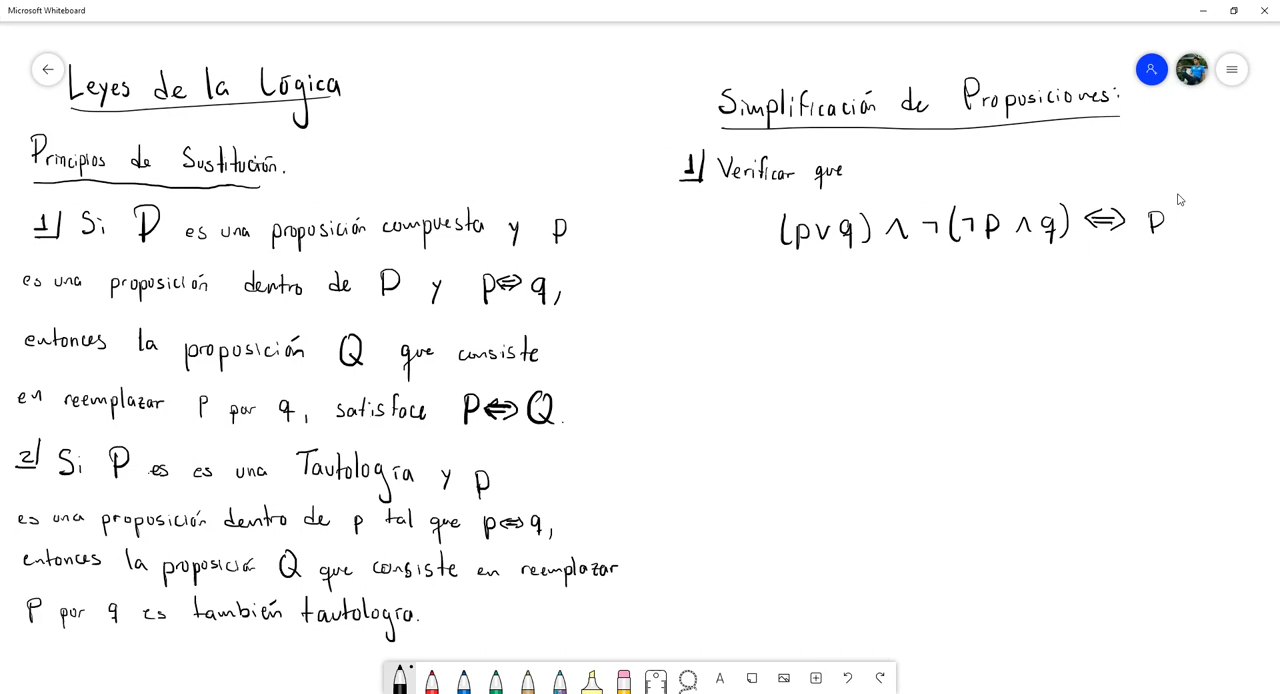 Microsoft Whiteboard
Leyes de la Lógica
Principios de Sustitución.
1) Si P es una proposición compuesta y p
es una proposición dentro de P y p⇔q,
entonces la proposición Q que consiste
en reemplazar p por q, satisface P⇔Q.
2) Si P es es una Tautología y p
es una proposición dentro de p tal que p⇔q,
entonces la proposición Q que consiste en reemplazar
P por q es también tautología.
Simplificación de Proposiciones:
1) Verificar que
(p∨q) ∧ ¬(¬p ∧ q) ⇔ p